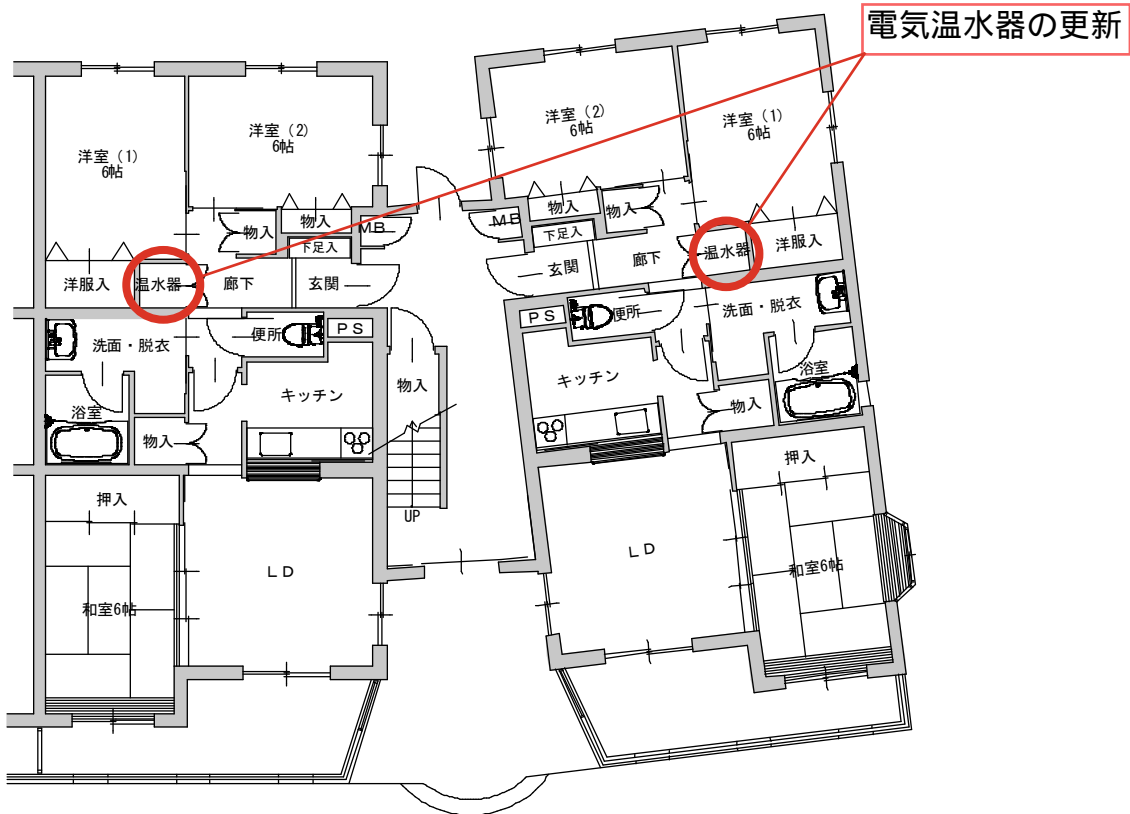 電気温水器の更新
洋室（1）
6帖
洋室（2）
6帖
物入
物入
ＭＢ
下足入
洋服入
温水器
廊下
玄関
洗面・脱衣
便所
ＰＳ
キッチン
物入
浴室
物入
押入
UP
ＬＤ
和室6帖
洋室（2）
6帖
洋室（1）
6帖
ＭＢ
物入
物入
下足入
玄関
廊下
温水器
洋服入
ＰＳ
便所
洗面・脱衣
キッチン
浴室
物入
押入
ＬＤ
和室6帖